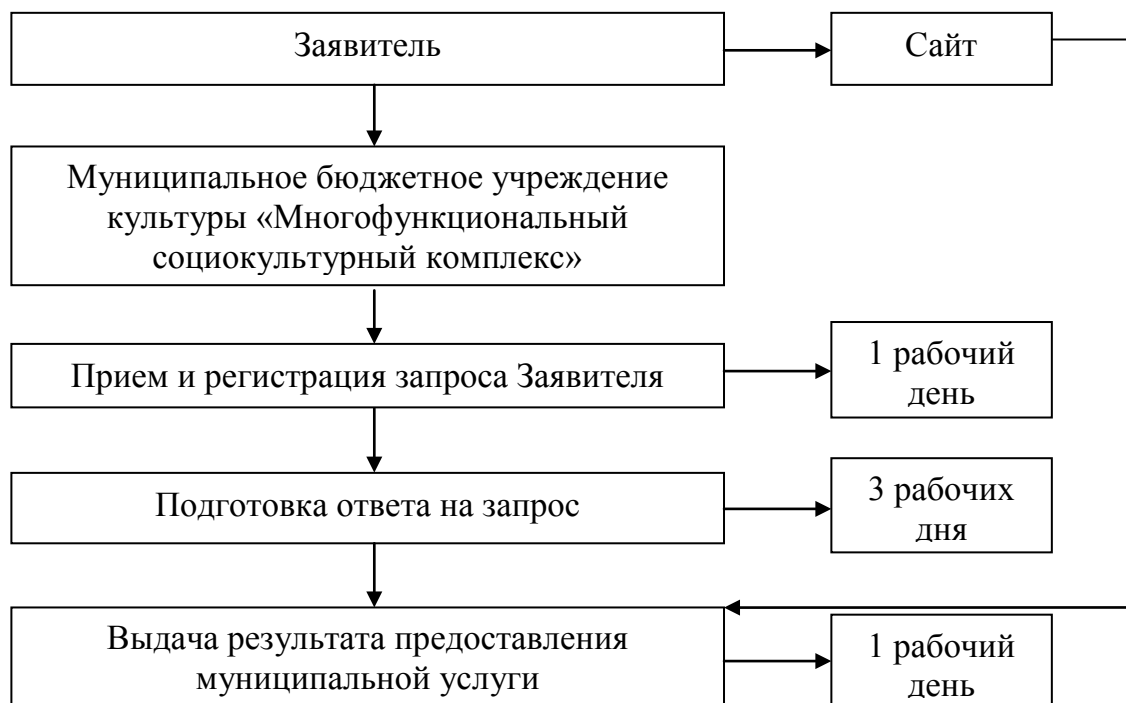 Заявитель
Сайт
Муниципальное бюджетное учреждение
культуры «Многофункциональный
социокультурный комплекс»
Прием и регистрация запроса Заявителя
1 рабочий
день
Подготовка ответа на запрос
3 рабочих
дня
Выдача результата предоставления
муниципальной услуги
1 рабочий
день